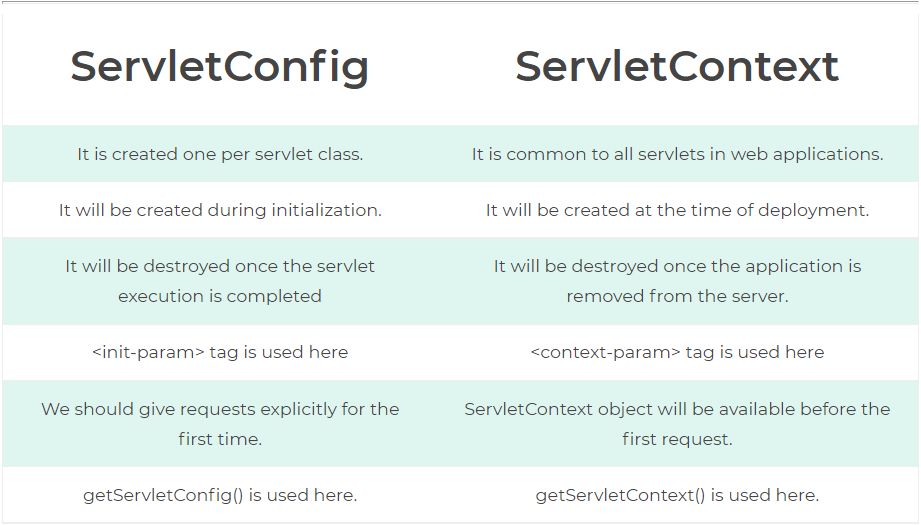 ServletConfig ServletContext
It is created one per servlet class. It is common to all servlets in web applications.
It will be created during initialization. It will be created at the time of deployment.
It will be destroyed once the servlet
execution is completed
It will be destroyed once the application is
removed from the server.
<init-param> tag is used here <context-param> tag is used here
We should give requests explicitly for the
first time.
ServletContext object will be available before the
first request.
getServletConfig() is used here. getServletContext() is used here.